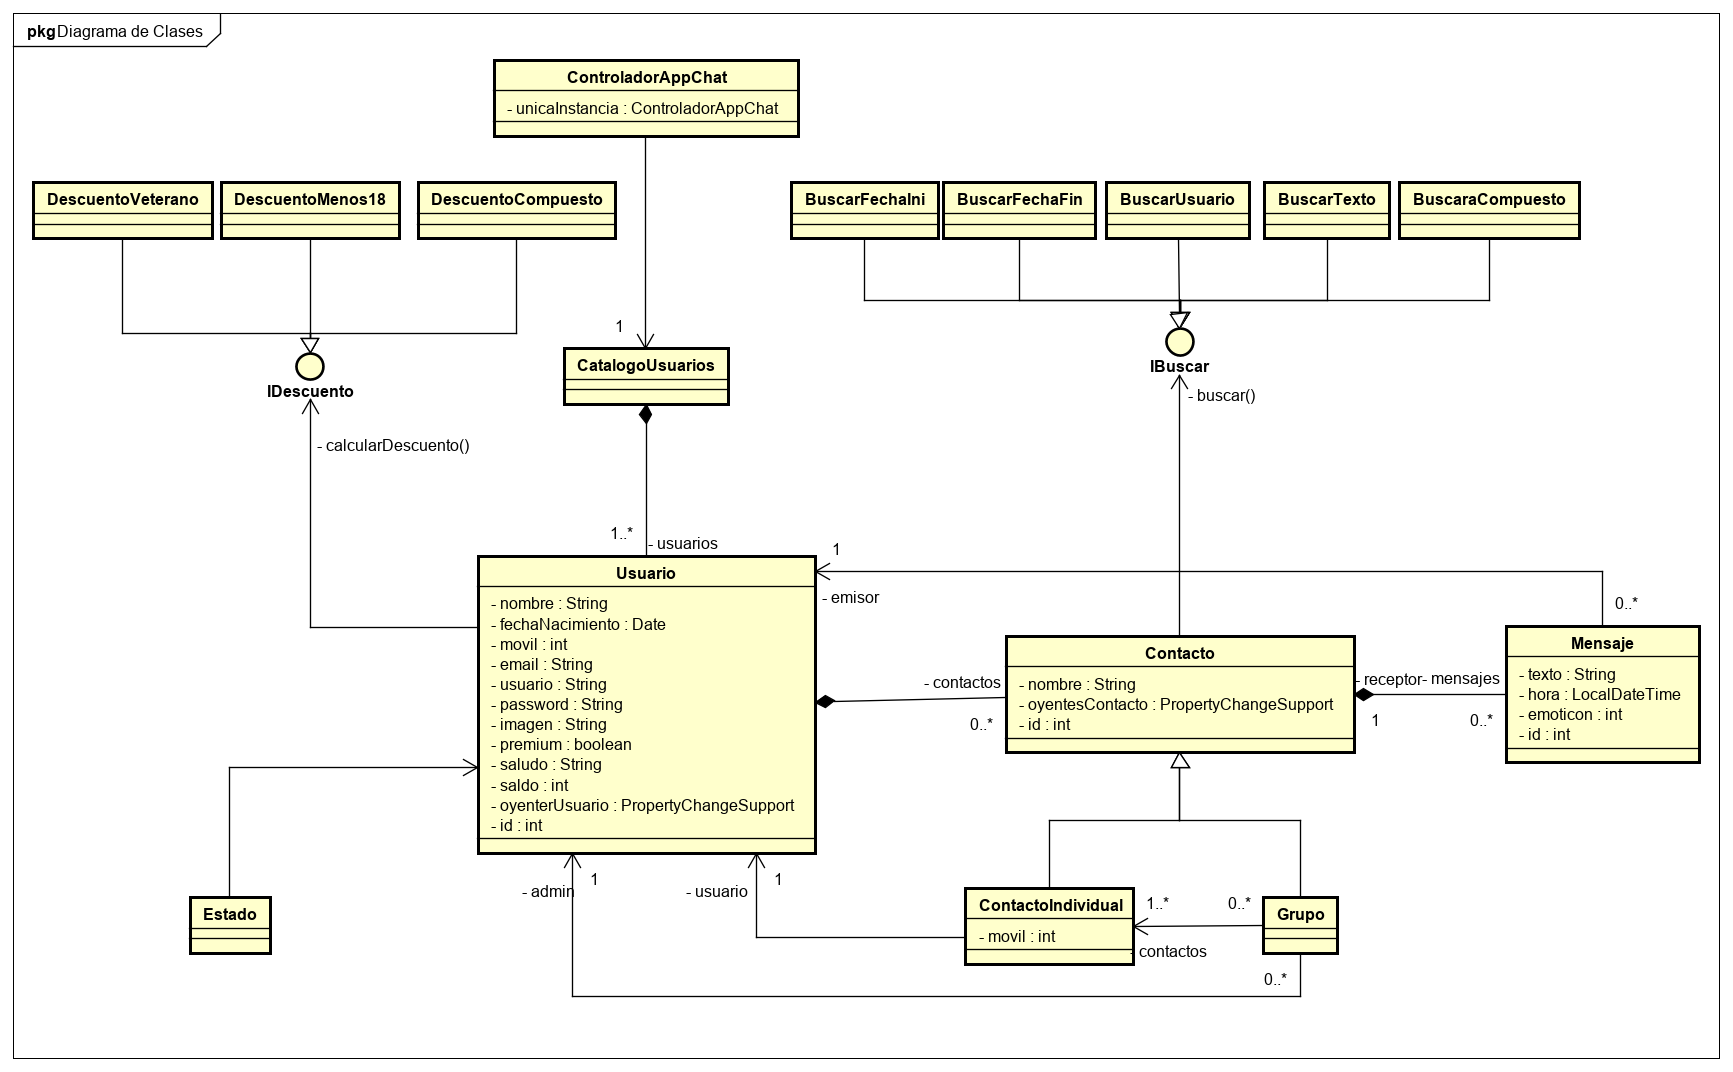 pkg Diagrama de Clases
ControladorAppChat
- unicaInstancia : ControladorAppChat
DescuentoVeterano
DescuentoMenos18
DescuentoCompuesto
BuscarFechaIni
BuscarFechaFin
BuscarUsuario
BuscarTexto
BuscaraCompuesto
1
CatalogoUsuarios
IDescuento
IBuscar
- calcularDescuento()
- buscar()
1..*
- usuarios
1
- emisor
0..*
Usuario
- nombre : String
- fechaNacimiento : Date
- movil : int
- email : String
- usuario : String
- password : String
- imagen : String
- premium : boolean
- saludo : String
- saldo : int
- oyenterUsuario : PropertyChangeSupport
- id : int
- contactos
0..*
Contacto
- nombre : String
- oyentesContacto : PropertyChangeSupport
- id : int
- receptor
- mensajes
1
0..*
Mensaje
- texto : String
- hora : LocalDateTime
- emoticon : int
- id : int
- admin
1
- usuario
1
Estado
ContactoIndividual
- movil : int
1..*
0..*
- contactos
Grupo
0..*